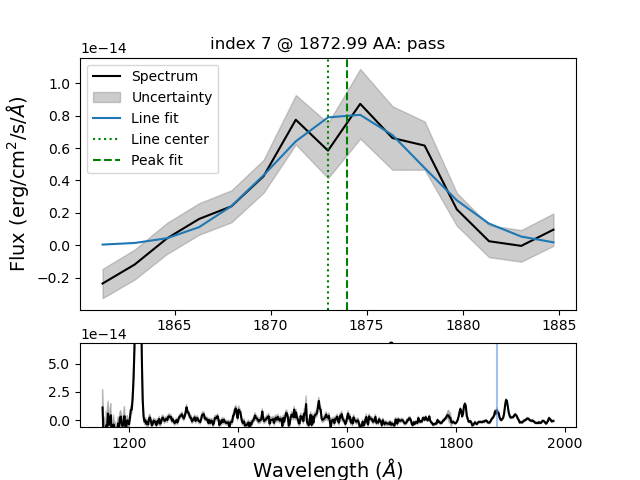 index 7 @ 1872.99 AA: pass
1e−14
Spectrum
Uncertainty
Line fit
Line center
Peak fit
1.0
0.8
0.6
0.4
0.2
0.0
−0.2
Flux (erg/cm²/s/Å)
1865 1870 1875 1880 1885
1e−14
5.0
2.5
0.0
1200 1400 1600 1800 2000
Wavelength (Å)